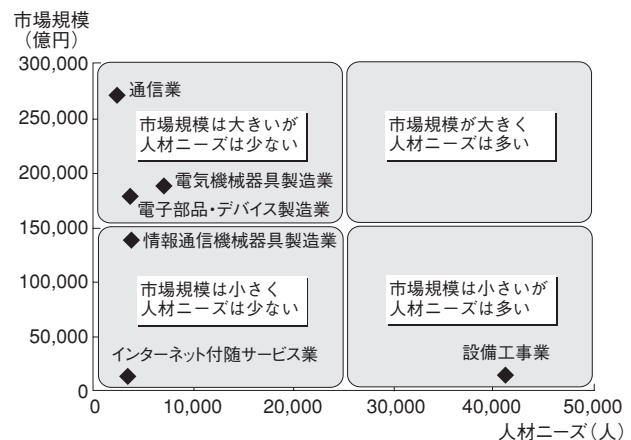 市場規模
（億円）
300,000
250,000
200,000
150,000
100,000
50,000
0
通信業
市場規模は大きいが
人材ニーズは少ない
市場規模が大きく
人材ニーズは多い
電気機械器具製造業
電子部品・デバイス製造業
情報通信機械器具製造業
市場規模は小さく
人材ニーズは少ない
市場規模は小さいが
人材ニーズは多い
インターネット付随サービス業
設備工事業
0
10,000
20,000
30,000
40,000
50,000
人材ニーズ（人）